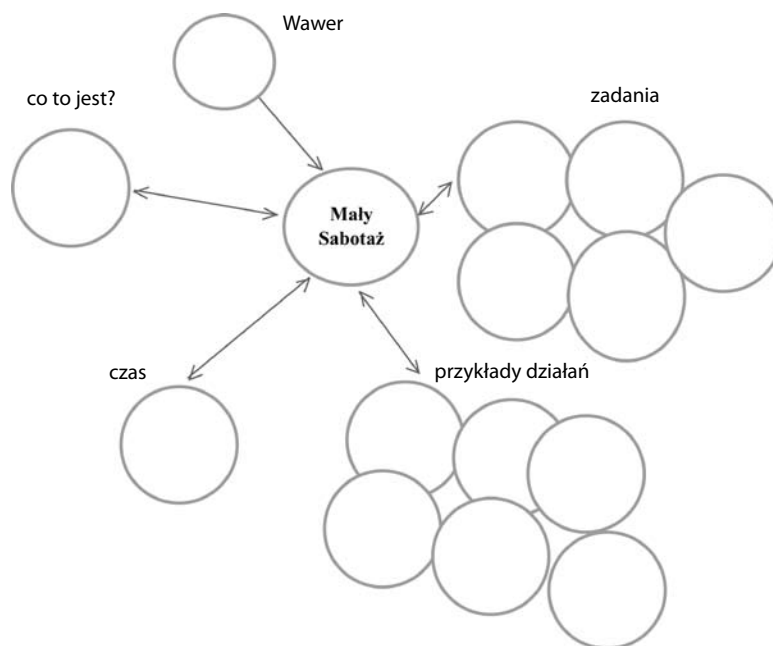 Wawer
co to jest?
zadania
Mały
Sabotaż
czas
przykłady działań